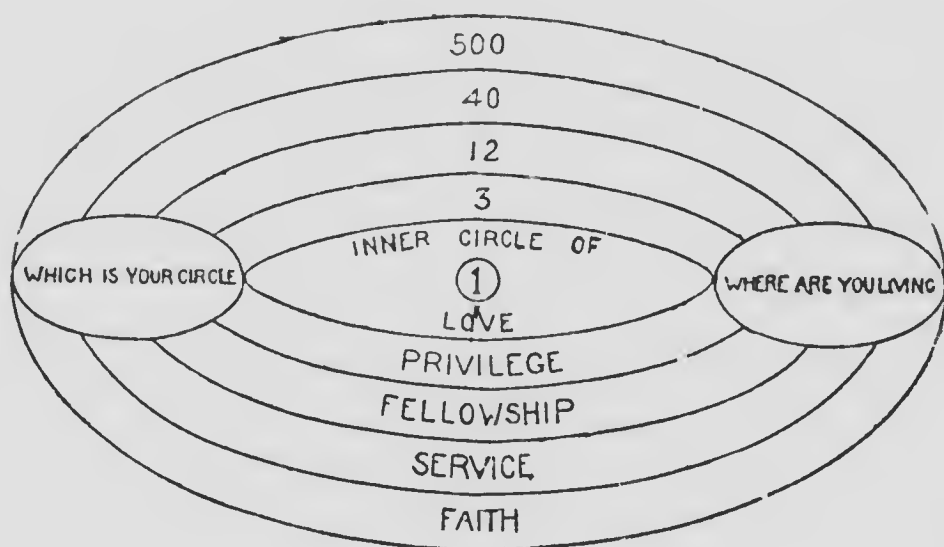 500
40
12
3
INNER CIRCLE OF
WHICH IS YOUR CIRCLE
1
WHERE ARE YOU LIVING
LOVE
PRIVILEGE
FELLOWSHIP
SERVICE
FAITH